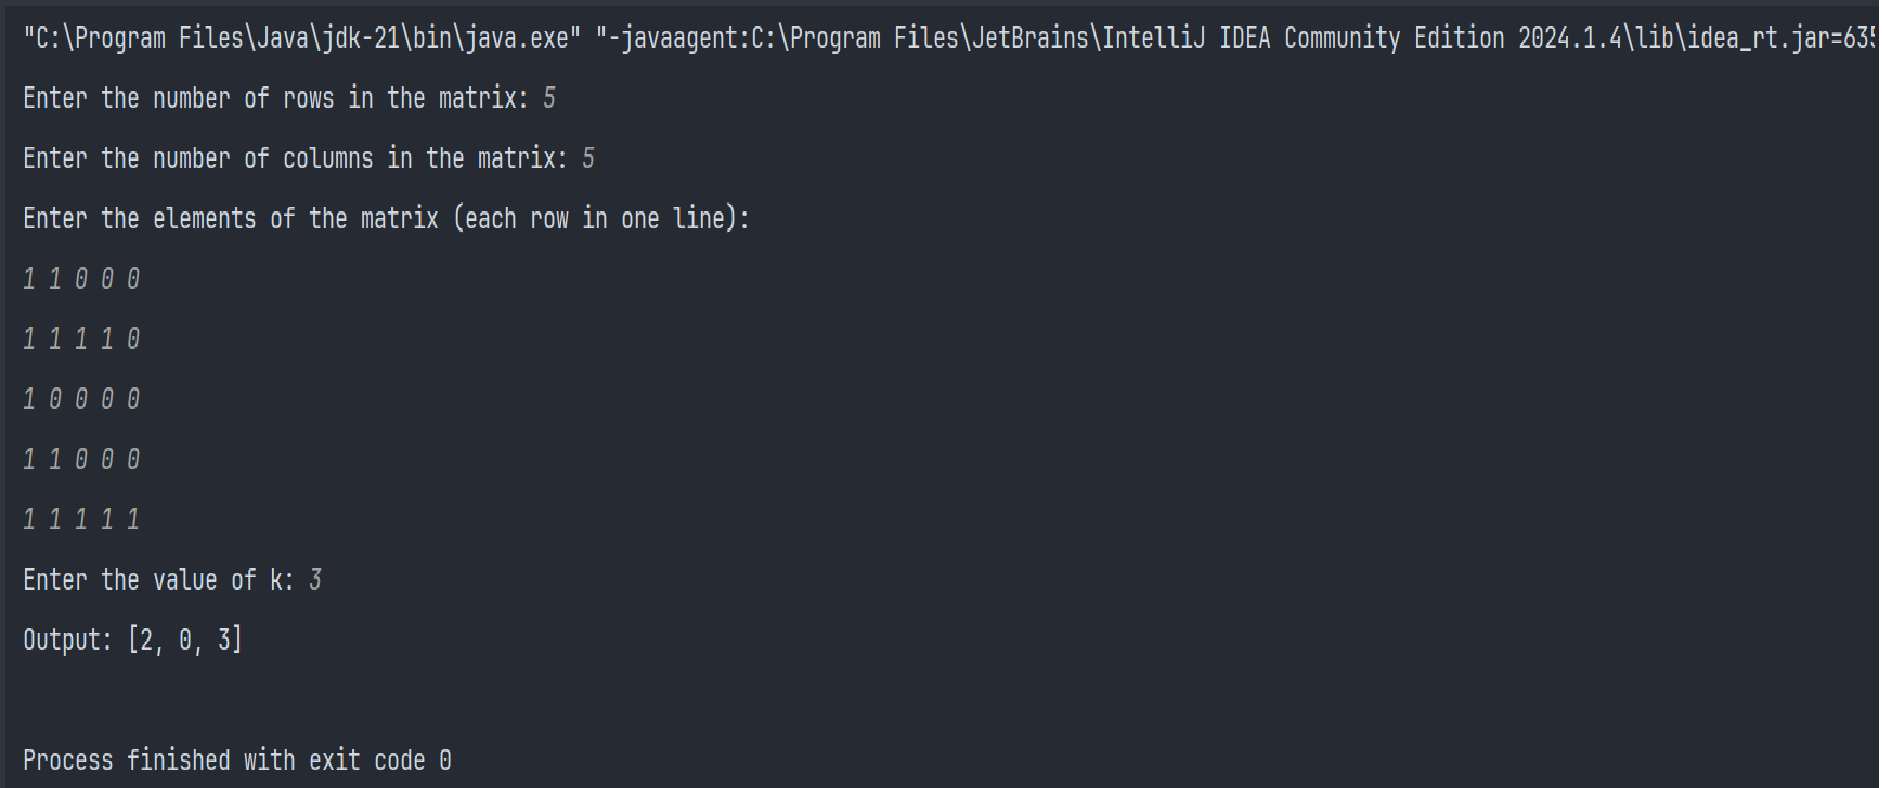 "C:\Program Files\Java\jdk-21\bin\java.exe" "-javaagent:C:\Program Files\JetBrains\IntelliJ IDEA Community Edition 2024.1.4\lib\idea_rt.jar=635
Enter the number of rows in the matrix: 5
Enter the number of columns in the matrix: 5
Enter the elements of the matrix (each row in one line):
1 1 0 0 0
1 1 1 1 0
1 0 0 0 0
1 1 0 0 0
1 1 1 1 1
Enter the value of k: 3
Output: [2, 0, 3]
Process finished with exit code 0